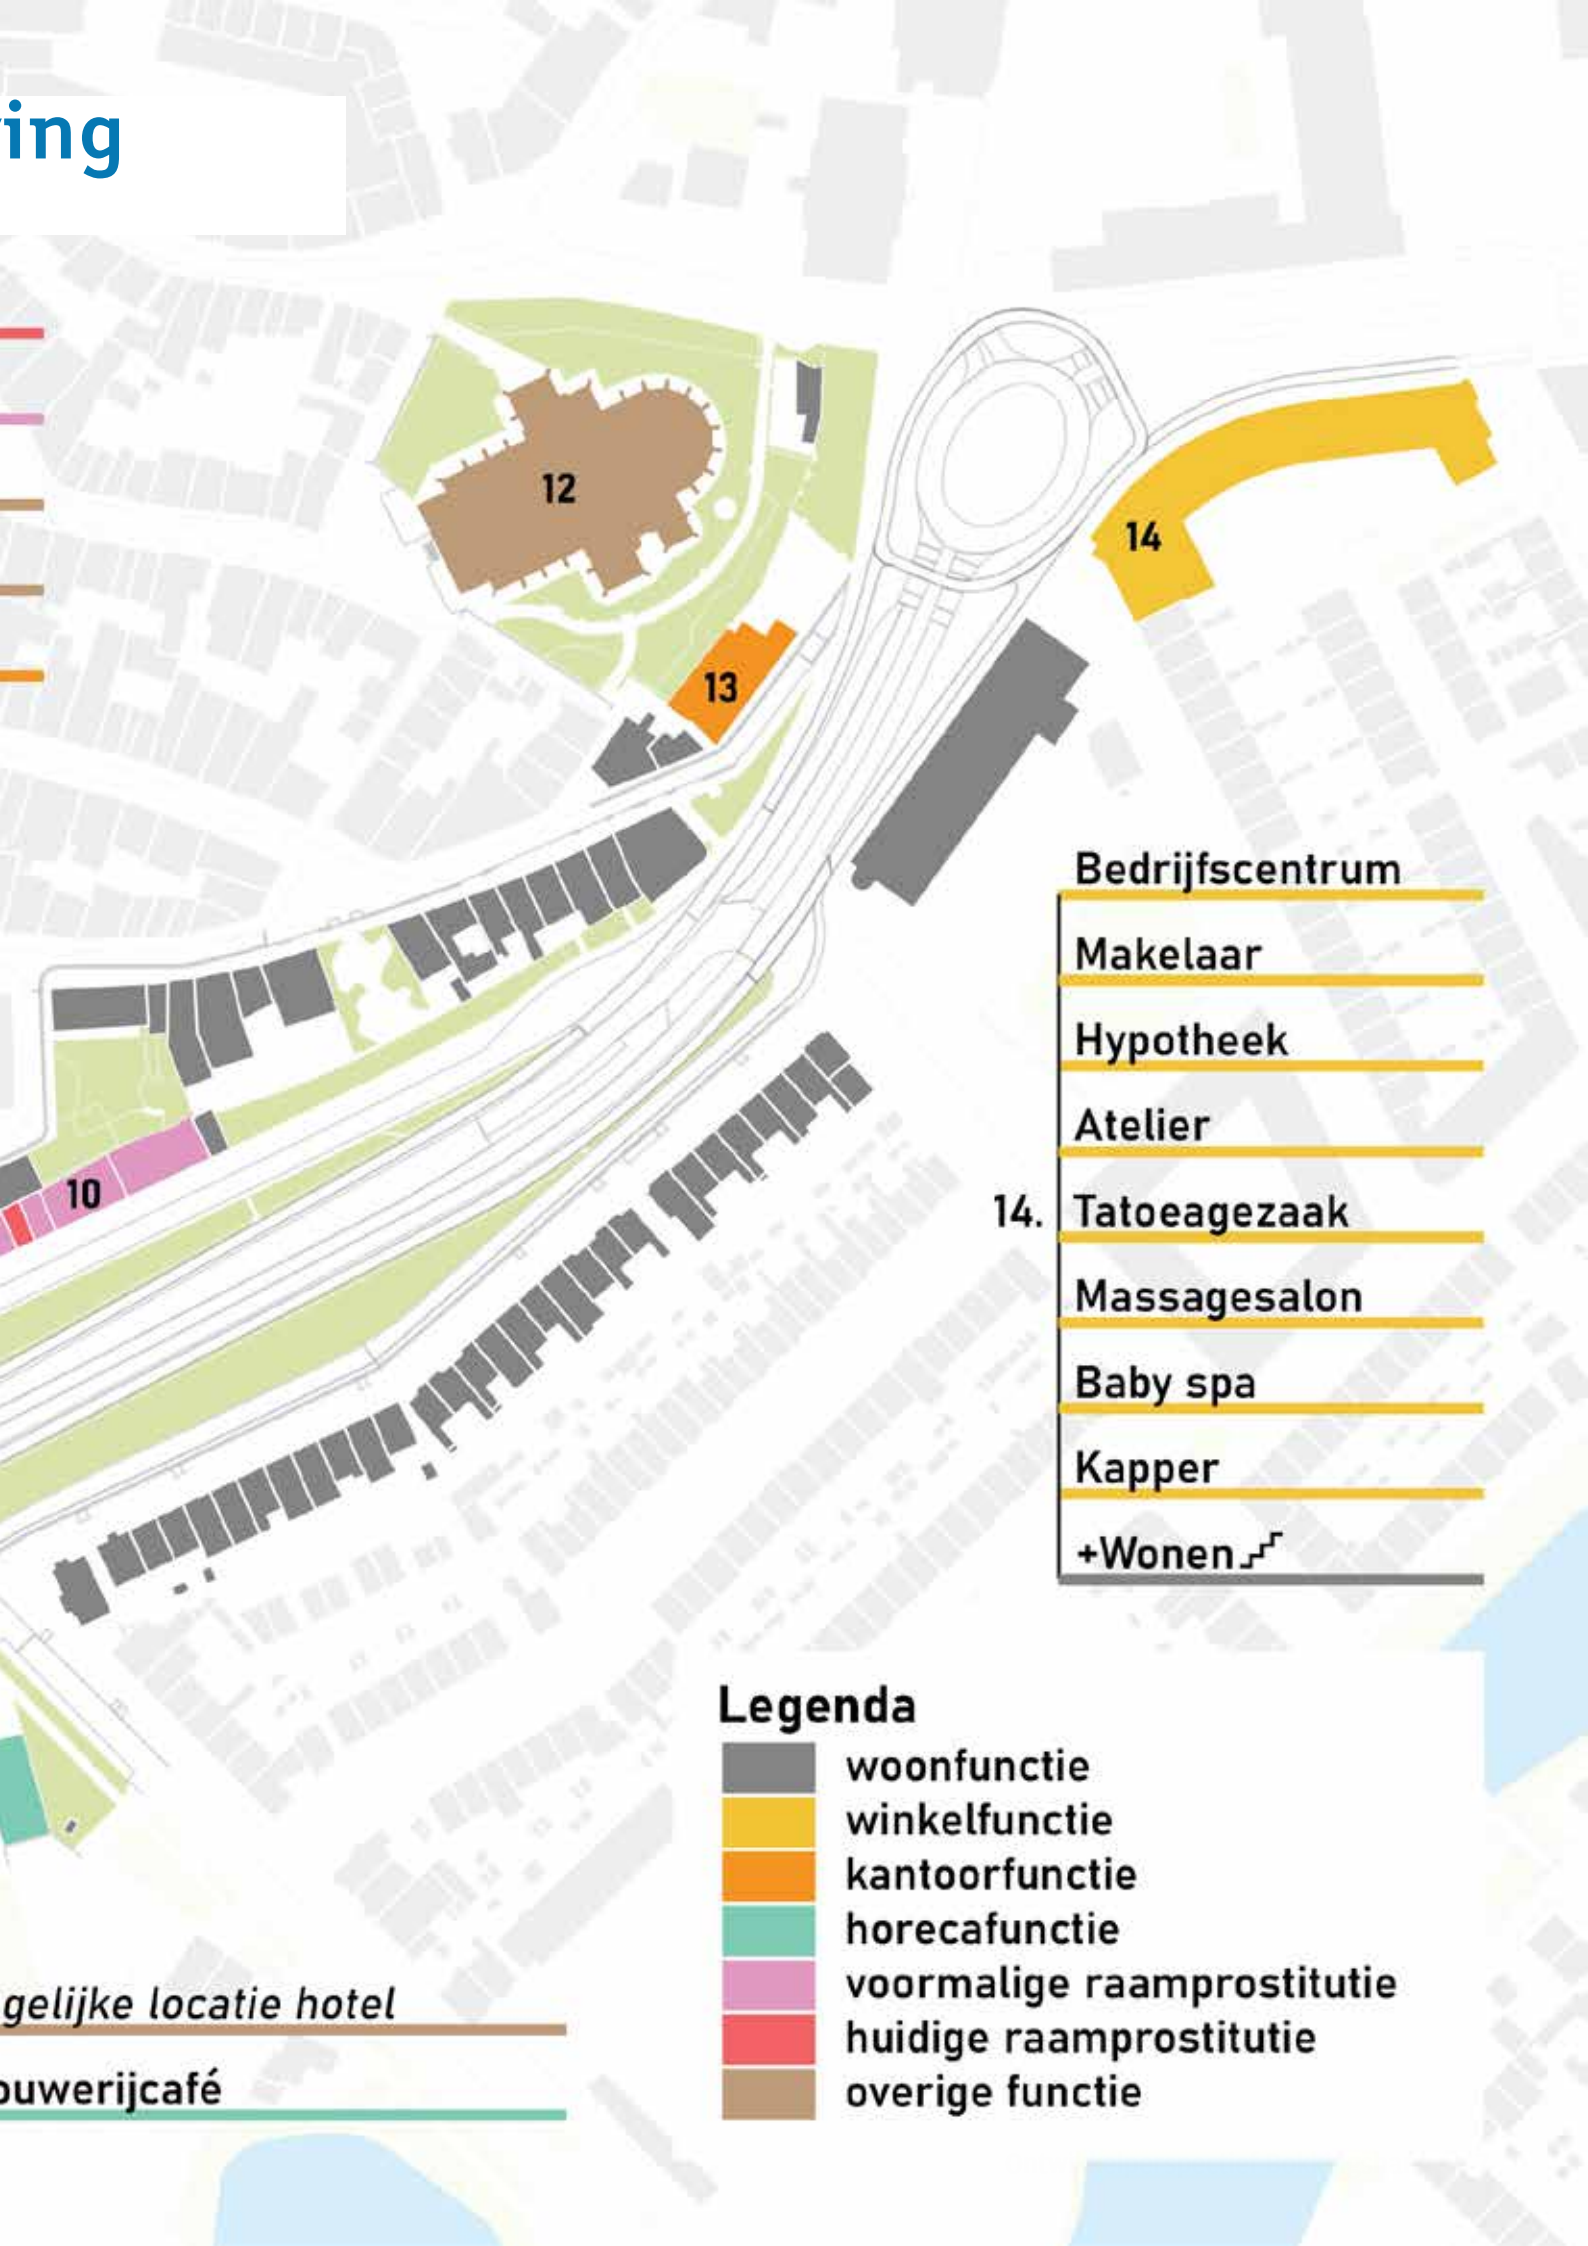 ing
12
14
13
10
Bedrijfscentrum
Makelaar
Hypotheek
Atelier
14. Tatoeagezaak
Massagesalon
Baby spa
Kapper
+Wonen
Legenda
woonfunctie
winkelfunctie
kantoorfunctie
horecafunctie
voormalige raamprostitutie
huidige raamprostitutie
overige functie
gelijke locatie hotel
ouwerijcafé